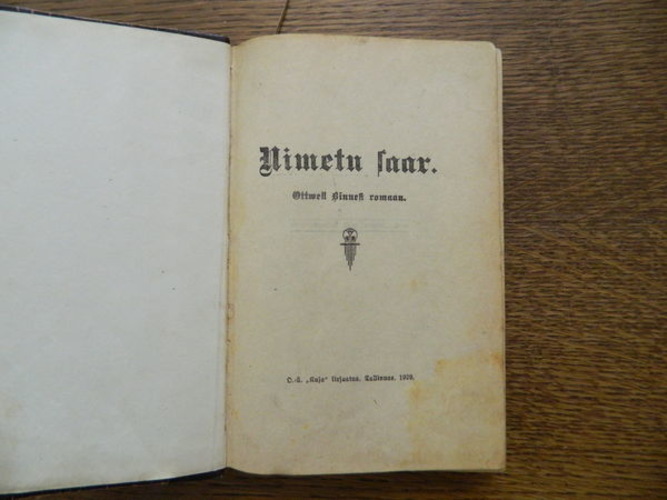 Nimetu saar.
Ottwell romaan.
O.-Ü. „Kaja“ kirjastus. Tallinnas.